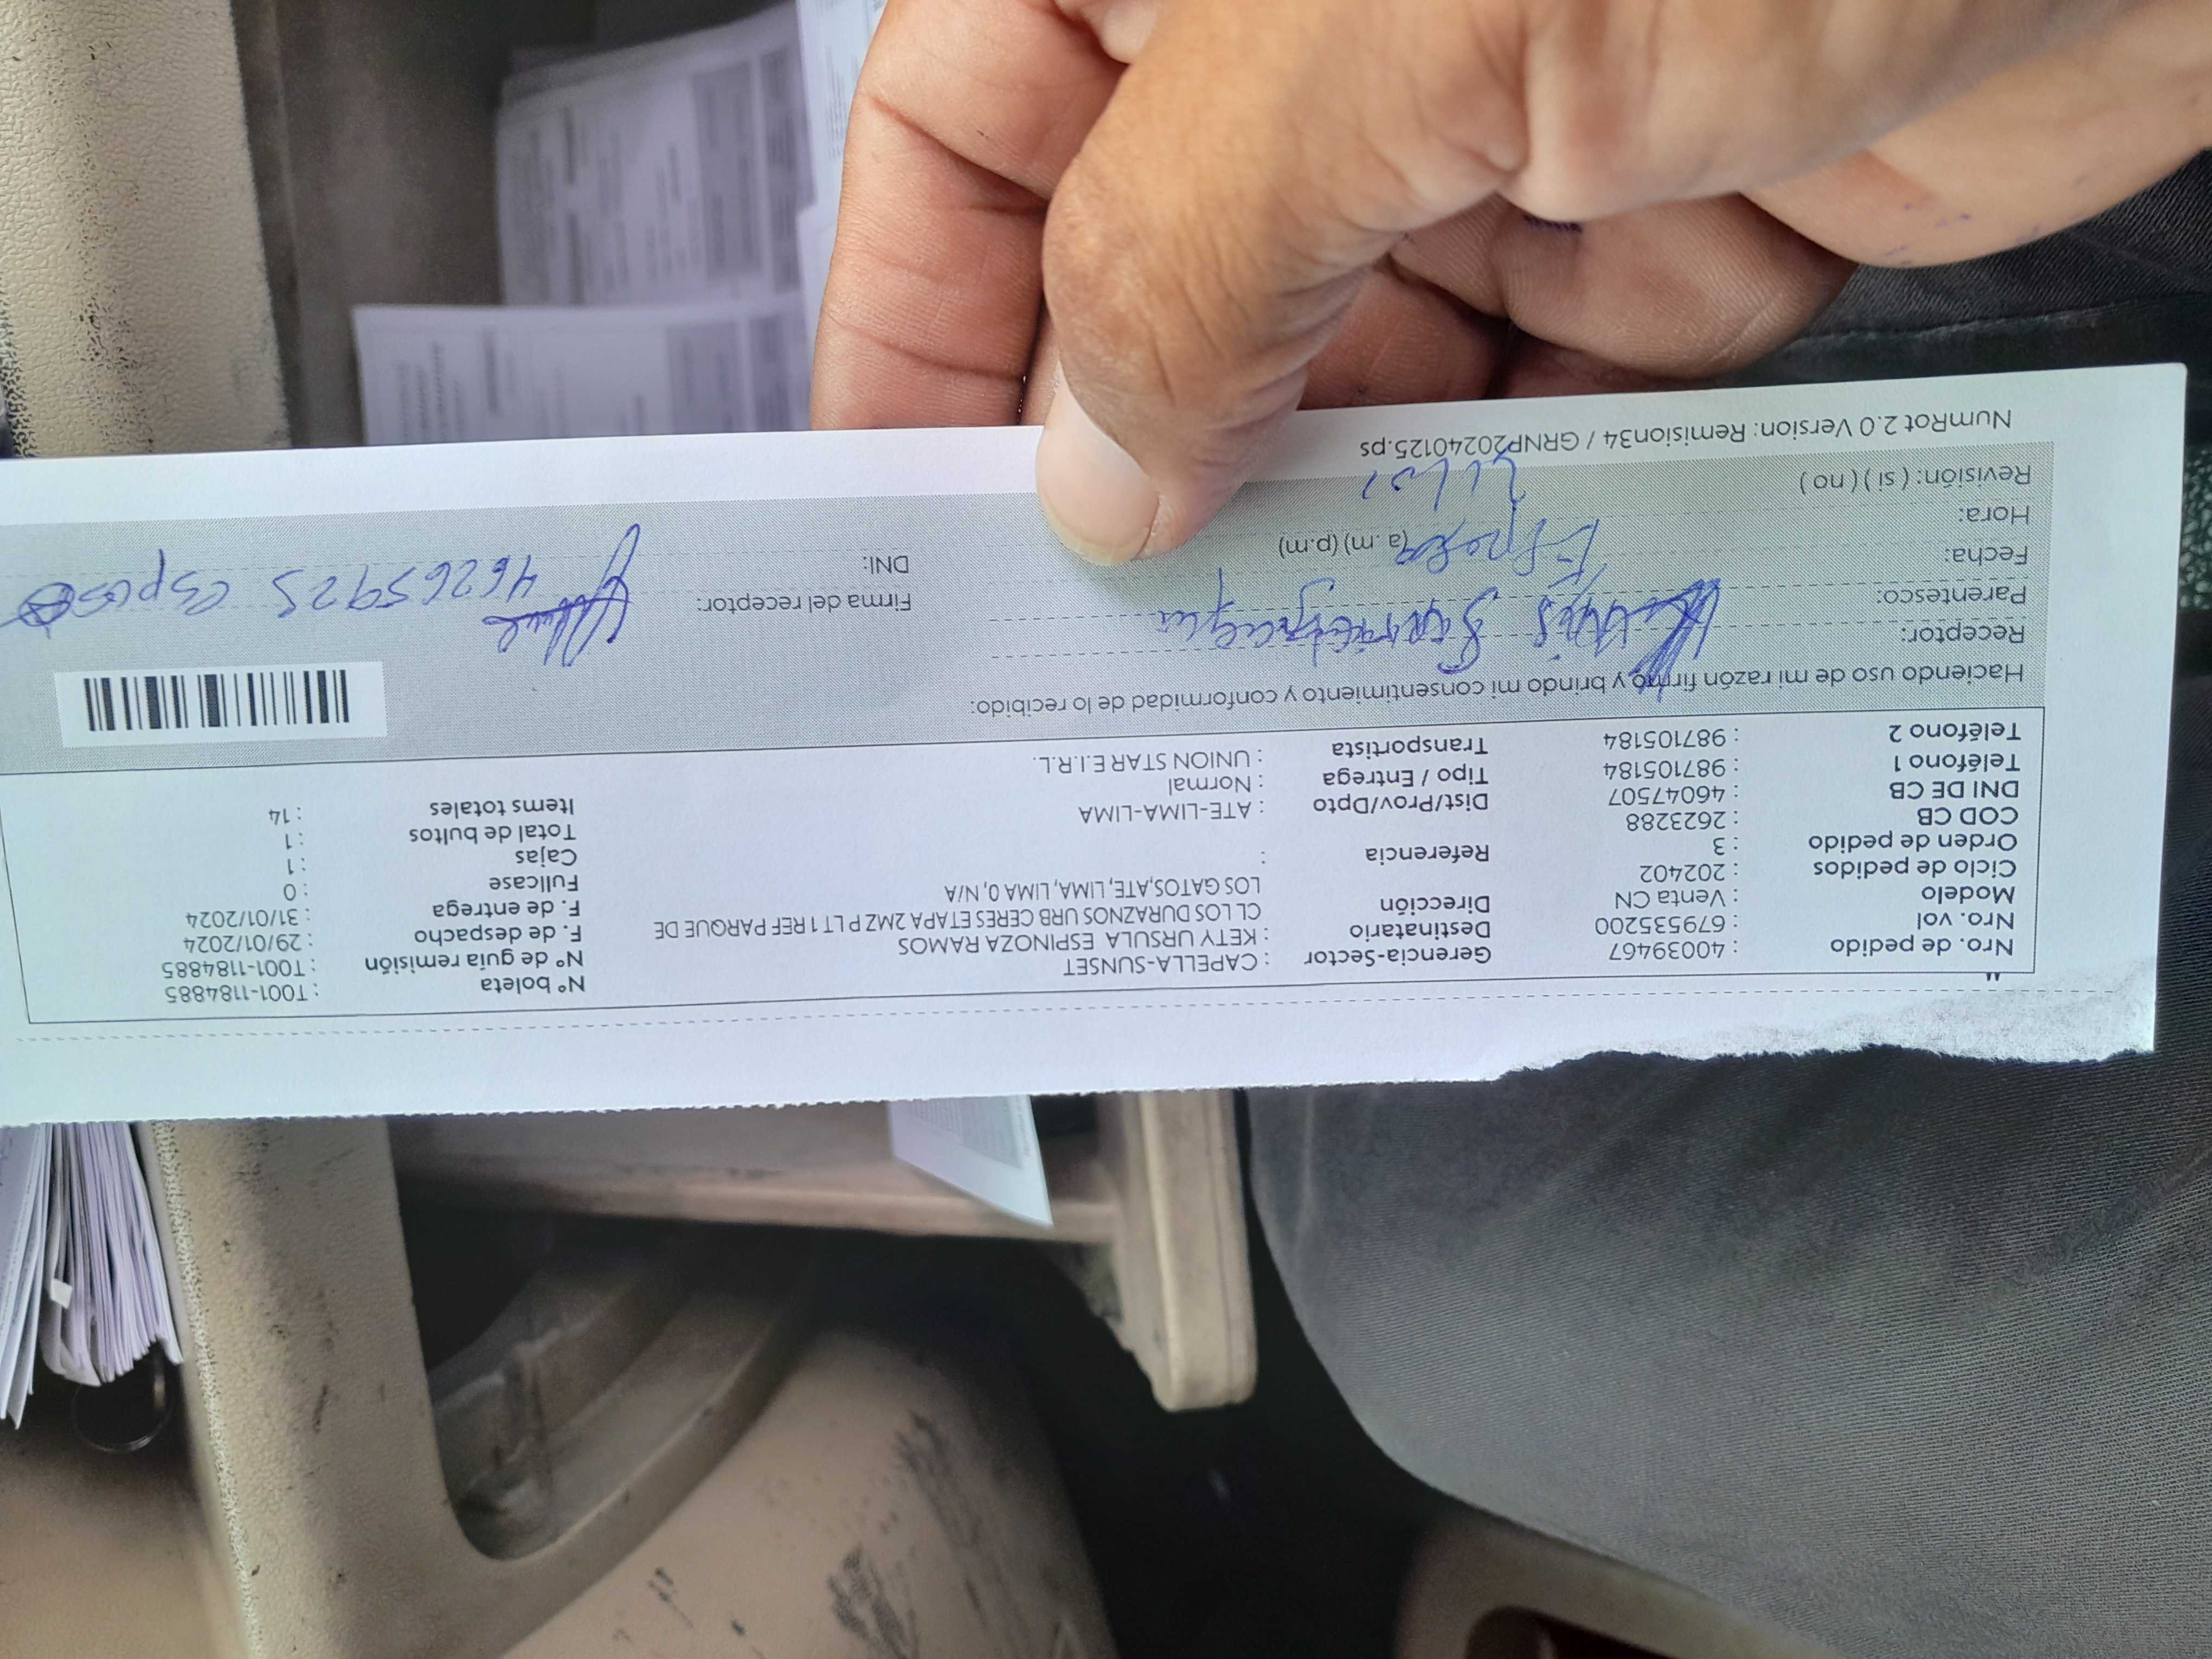 Nro. de pedido : 40039467
Nro. vol : 679535200
Modelo : Venta CN
Ciclo de pedidos : 202402
Orden de pedido : 3
COD CB : 2623288
DNI DE CB : 46047507
Teléfono 1 : 987105184
Teléfono 2 : 987105184
Gerencia-Sector : CAPELLA-SUNSET
Destinatario : KETY URSULA ESPINOZA RAMOS
Dirección CL LOS DURAZNOS URB CERES ETAPA 2MZ P LT 1 REF PARQUE DE
LOS GATOS,ATE, LIMA, LIMA 0, N/A
Referencia :
Dist/Prov/Dpto : ATE-LIMA-LIMA
Tipo / Entrega : Normal
Transportista : UNION STAR E.I.R.L.
N° boleta : T001-1184885
N° de guía remisión : T001-1184885
F. de despacho : 29/01/2024
F. de entrega : 31/01/2024
Fullcase : 0
Cajas : 1
Total de bultos : 1
Items totales : 14
Haciendo uso de mi razón firmo y brindo mi consentimiento y conformidad de lo recibido:
Receptor:
Parentesco:
Fecha: Esposo
Hora: (a. m) (p.m)
Revisión: ( si ) ( no )
Firma del receptor:
DNI: 46265925 esposo
NumRot 2.0 Version: Remision34 / GRNP20240125.ps